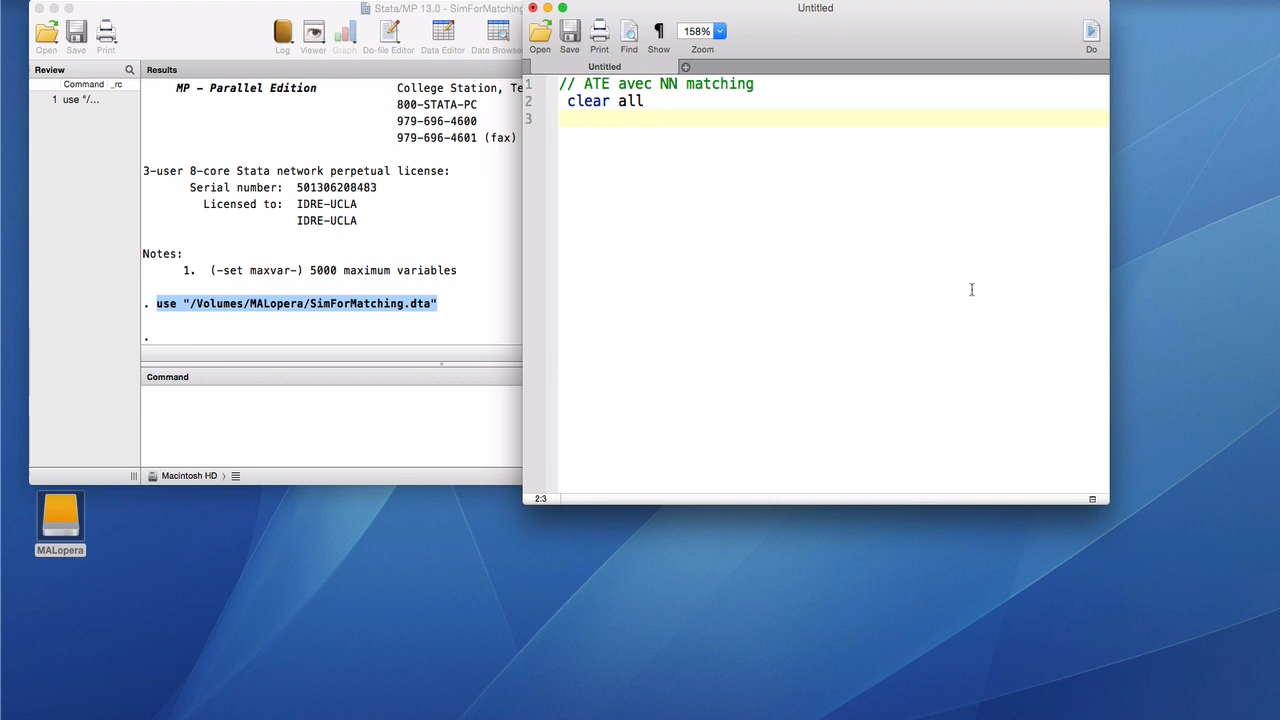 Stata/MP 13.0 - SimForMatching
Open Save Print Log Viewer Graph Do-file Editor Data Editor Data Browser
Review
Command _rc
1 use "/...
Results
MP - Parallel Edition College Station, Te
800-STATA-PC
979-696-4600
979-696-4601 (fax)
3-user 8-core Stata network perpetual license:
Serial number: 501306208483
Licensed to: IDRE-UCLA
IDRE-UCLA
Notes:
1. (-set maxvar-) 5000 maximum variables
. use "/Volumes/MALopera/SimForMatching.dta"
.
Command
Macintosh HD
MALopera
Untitled
Open Save Print Find Show 158% Zoom Do
Untitled
1 // ATE avec NN matching
2 clear all
3
2:3